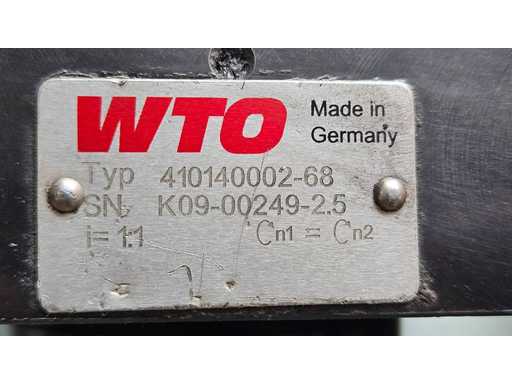 WTO
Made in
Germany
Typ 410140002-68
SN, K09-00249-2.5
i= 1:1 Cn1 = Cn2